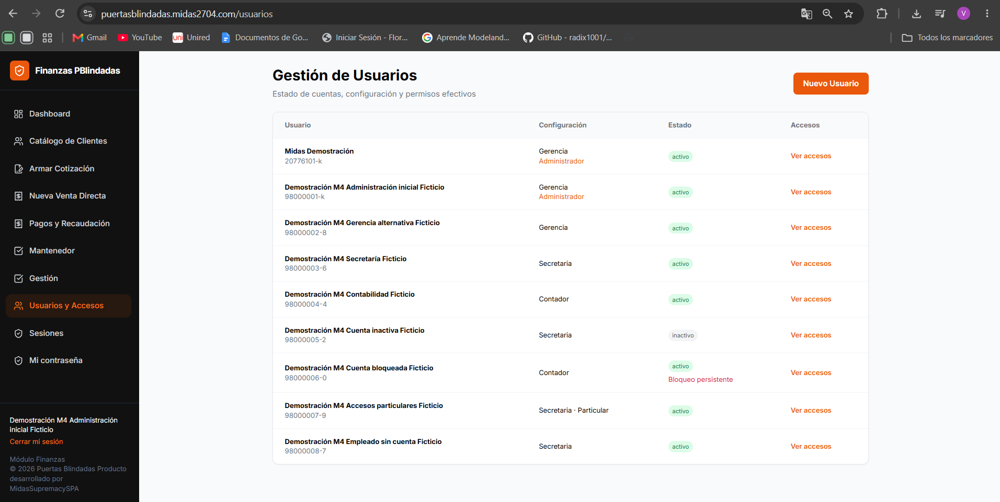 puertasblindadas.midas2704.com/usuarios
V
Gmail
YouTube
uni
Unired
Documentos de Go...
Iniciar Sesión - Flor...
Aprende Modeland...
GitHub - radix1001/...
Todos los marcadores
Finanzas PBlindadas
Dashboard
Catálogo de Clientes
Armar Cotización
Nueva Venta Directa
Pagos y Recaudación
Mantenedor
Gestión
Usuarios y Accesos
Sesiones
Mi contraseña
Demostración M4 Administración
inicial Ficticio
Cerrar mi sesión
Módulo Finanzas
© 2026 Puertas Blindadas Producto
desarrollado por
MidasSupremacySPA
Gestión de Usuarios
Estado de cuentas, configuración y permisos efectivos
Nuevo Usuario
Usuario Configuración Estado Accesos
Midas Demostración
20776101-k
Gerencia
Administrador
activo
Ver accesos
Demostración M4 Administración inicial Ficticio
98000001-k
Gerencia
Administrador
activo
Ver accesos
Demostración M4 Gerencia alternativa Ficticio
98000002-8
Gerencia
activo
Ver accesos
Demostración M4 Secretaría Ficticio
98000003-6
Secretaria
activo
Ver accesos
Demostración M4 Contabilidad Ficticio
98000004-4
Contador
activo
Ver accesos
Demostración M4 Cuenta inactiva Ficticio
98000005-2
Secretaria
inactivo
Ver accesos
Demostración M4 Cuenta bloqueada Ficticio
98000006-0
Contador
activo
Bloqueo persistente
Ver accesos
Demostración M4 Accesos particulares Ficticio
98000007-9
Secretaria · Particular
activo
Ver accesos
Demostración M4 Empleado sin cuenta Ficticio
98000008-7
Secretaria
activo
Ver accesos